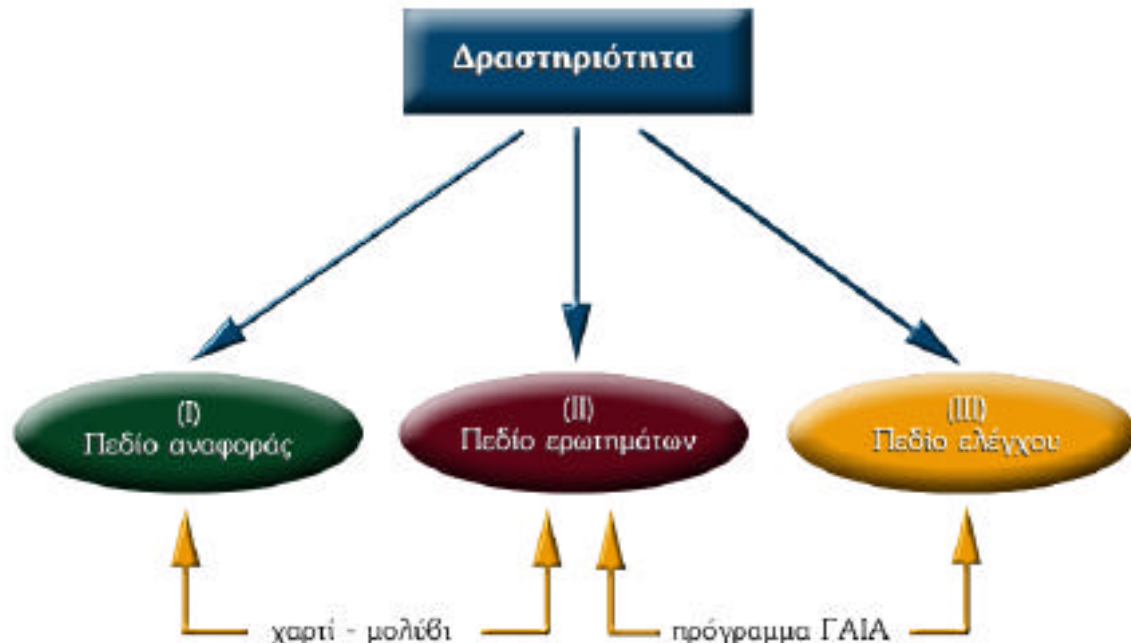 Δραστηριότητα
(I)
Πεδίο αναφοράς
(II)
Πεδίο ερωτημάτων
(III)
Πεδίο ελέγχου
χαρτί - μολύβι
πρόγραμμα ΓΑΙΑ